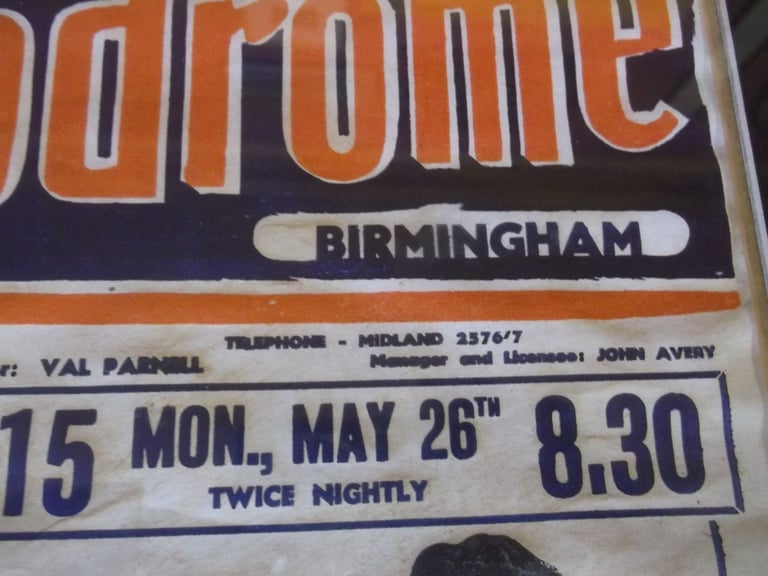 odrome
BIRMINGHAM
TELEPHONE - MIDLAND 2576/7
r: VAL PARNELL
Manager and Licensee: JOHN AVERY
15 MON., MAY 26TH 8.30
TWICE NIGHTLY